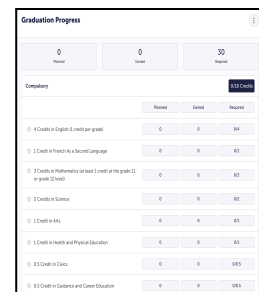 Graduation Progress
0 0 30
Planned Earned Required
Compulsory 0/18 Credits
Planned Earned Required
4 Credits in English (1 credit per grade) 0 0 0/4
1 Credit in French As a Second Language 0 0 0/1
3 Credits in Mathematics (at least 1 credit at the grade 11
or grade 12 level) 0 0 0/3
2 Credits in Science 0 0 0/2
1 Credit in Arts 0 0 0/1
1 Credit in Health and Physical Education 0 0 0/1
0.5 Credit in Civics 0 0 0/0.5
0.5 Credit in Guidance and Career Education 0 0 0/0.5